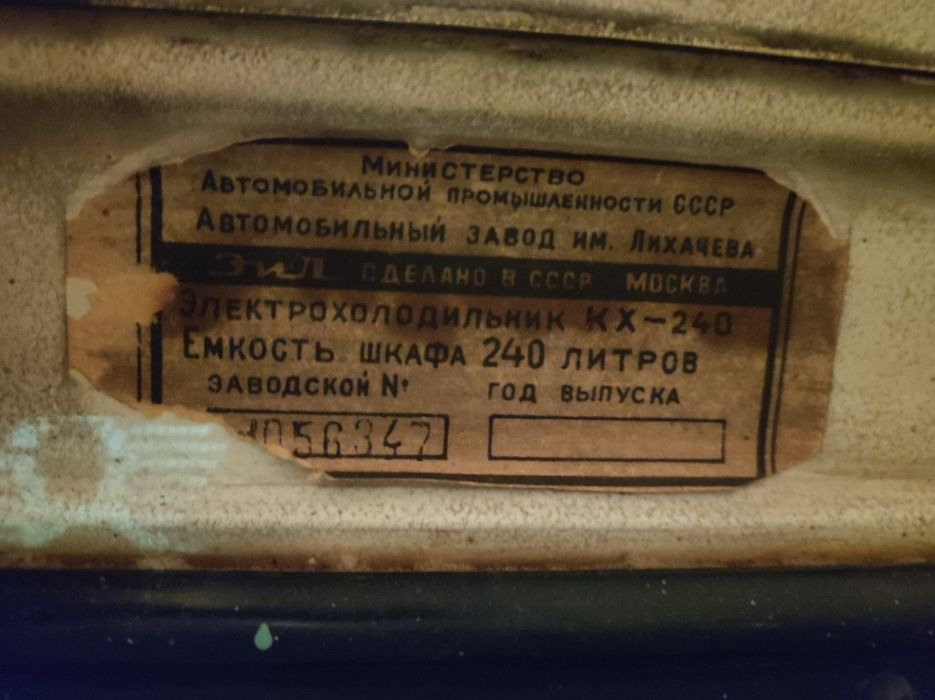 Министерство
Автомобильной промышленности СССР
Автомобильный завод им. Лихачева
ЗиЛ сделано в СССР Москва
Электрохолодильник КХ-240
Емкость шкафа 240 литров
заводской № год выпуска
1056347